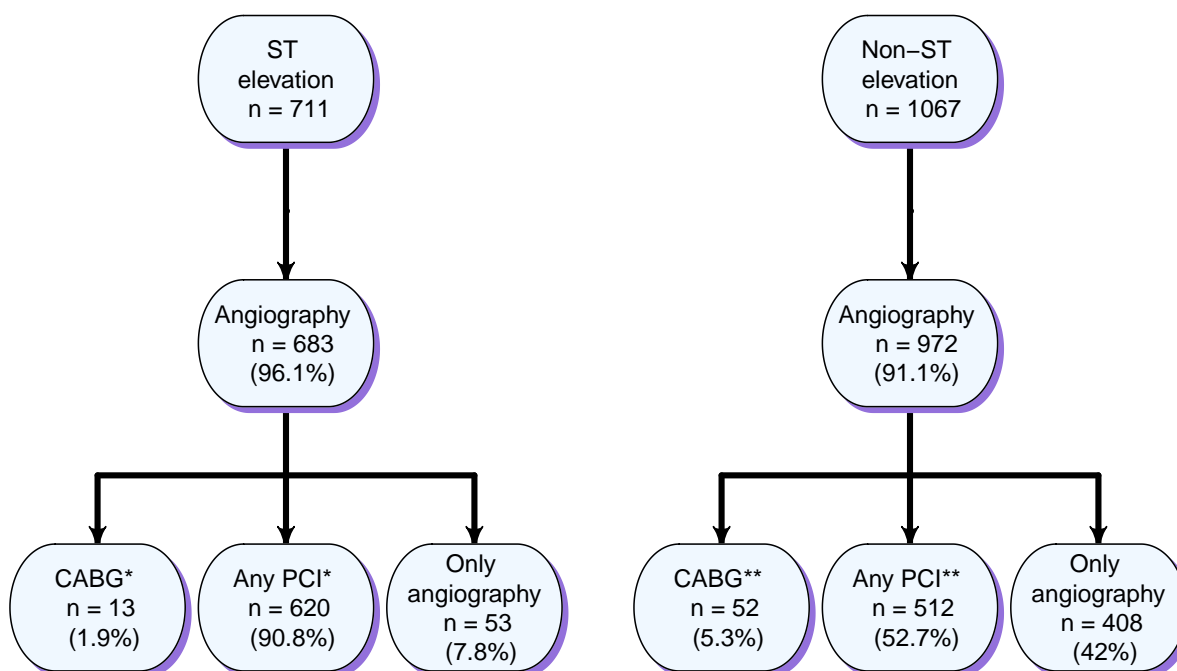 ST
elevation
n = 711
Non−ST
elevation
n = 1067
Angiography
n = 683
(96.1%)
Angiography
n = 972
(91.1%)
CABG*
n = 13
(1.9%)
Any PCI*
n = 620
(90.8%)
Only
angiography
n = 53
(7.8%)
CABG**
n = 52
(5.3%)
Any PCI**
n = 512
(52.7%)
Only
angiography
n = 408
(42%)